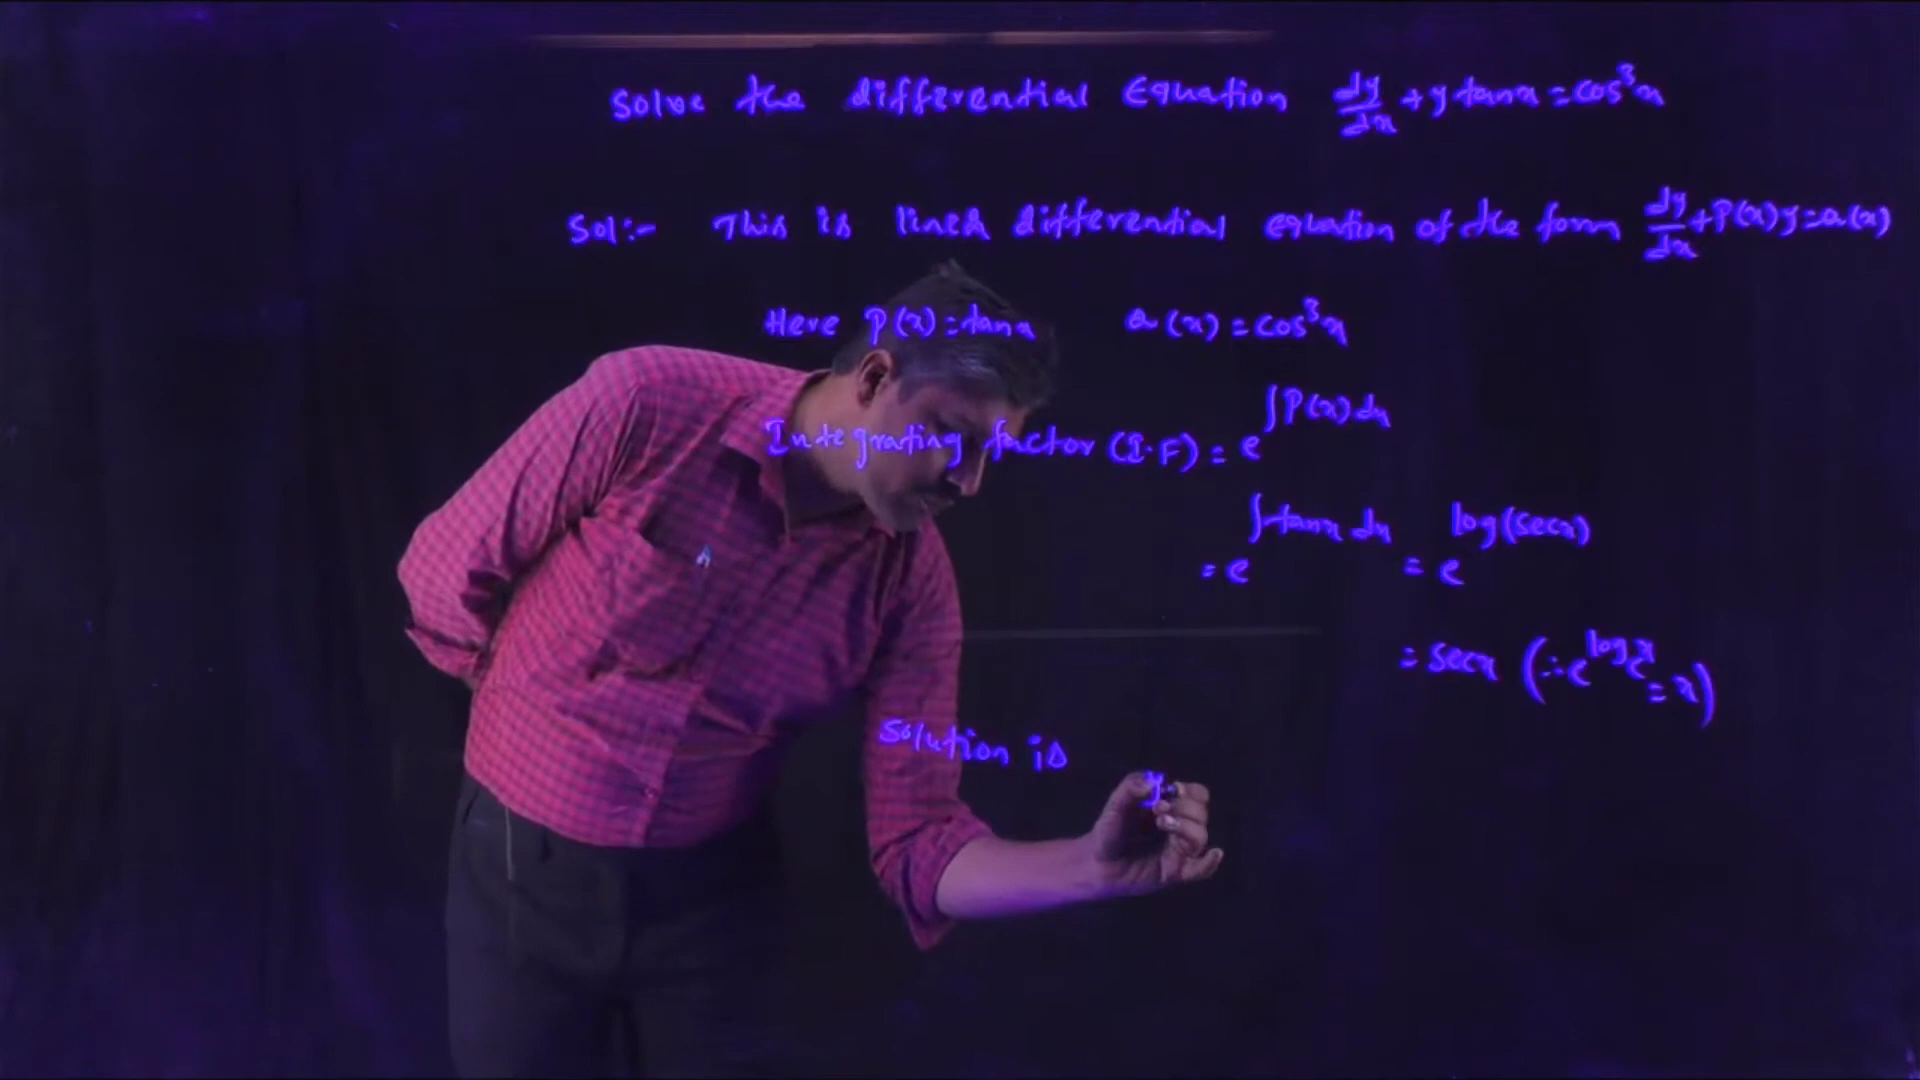 Solve the differential Equation dy/dx + y tanx = cos³x
Sol:- This is linear differential equation of the form dy/dx + P(x)y = Q(x)
Here P(x) = tanx Q(x) = cos³x
Integrating factor (I.F) = e^∫P(x)dx
= e^∫tanx dx = e^log(secx)
= secx (∵ e^logₑx = x)
Solution is y.